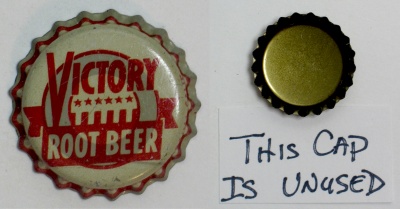 VICTORY
ROOT BEER
THIS CAP
IS UNUSED